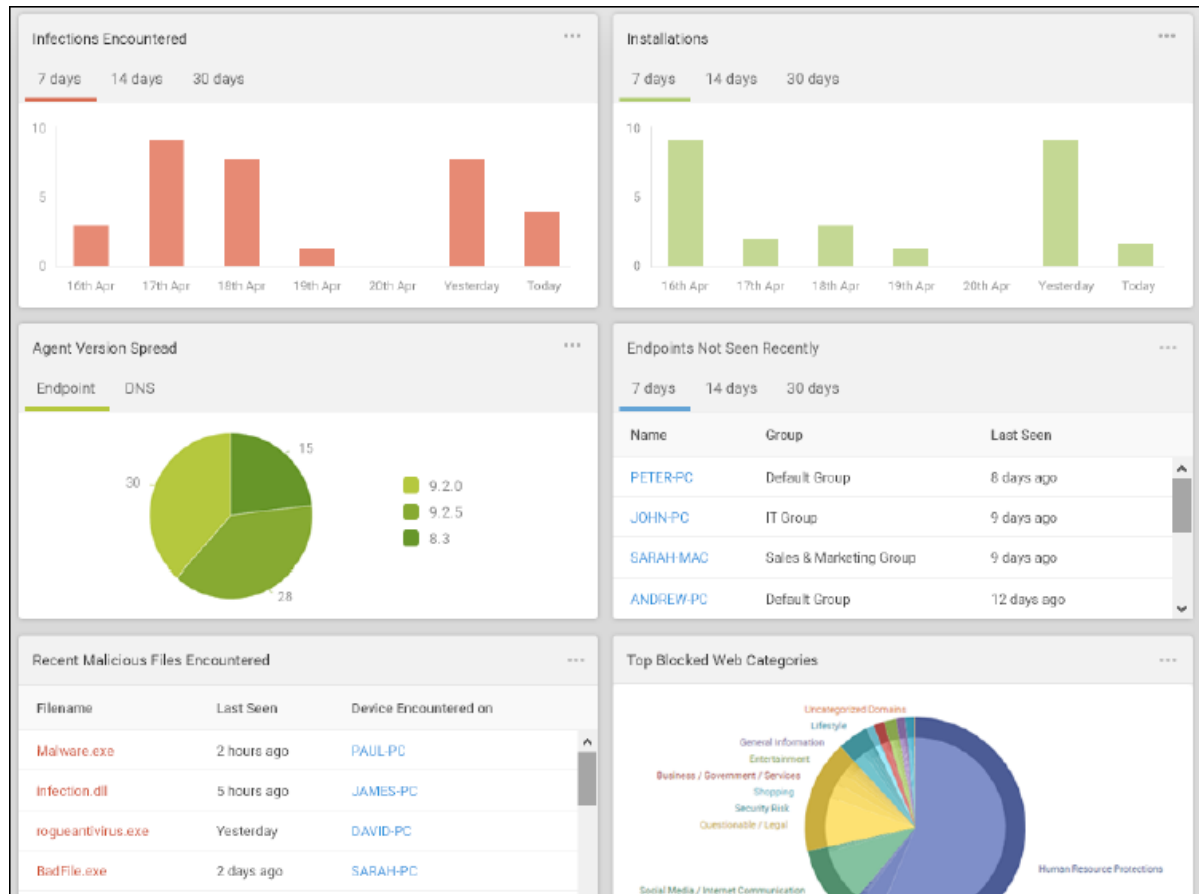 Infections Encountered
7 days 14 days 30 days
10
5
0
16th Apr 17th Apr 18th Apr 19th Apr 20th Apr Yesterday Today
Installations
7 days 14 days 30 days
10
5
0
16th Apr 17th Apr 18th Apr 19th Apr 20th Apr Yesterday Today
Agent Version Spread
Endpoint DNS
15
30
28
9.2.0
9.2.5
8.3
Endpoints Not Seen Recently
7 days 14 days 30 days
Name Group Last Seen
PETER-PC Default Group 8 days ago
JOHN-PC IT Group 9 days ago
SARAH-MAC Sales & Marketing Group 9 days ago
ANDREW-PC Default Group 12 days ago
Recent Malicious Files Encountered
Filename Last Seen Device Encountered on
Malware.exe 2 hours ago PAUL-PC
infection.dll 5 hours ago JAMES-PC
rogueantivirus.exe Yesterday DAVID-PC
BadFile.exe 2 days ago SARAH-PC
Top Blocked Web Categories
Uncategorized Domains
Lifestyle
General Information
Entertainment
Business / Government / Services
Shopping
Security Risk
Questionable / Legal
Human Resource Protections
Social Media / Internet Communication